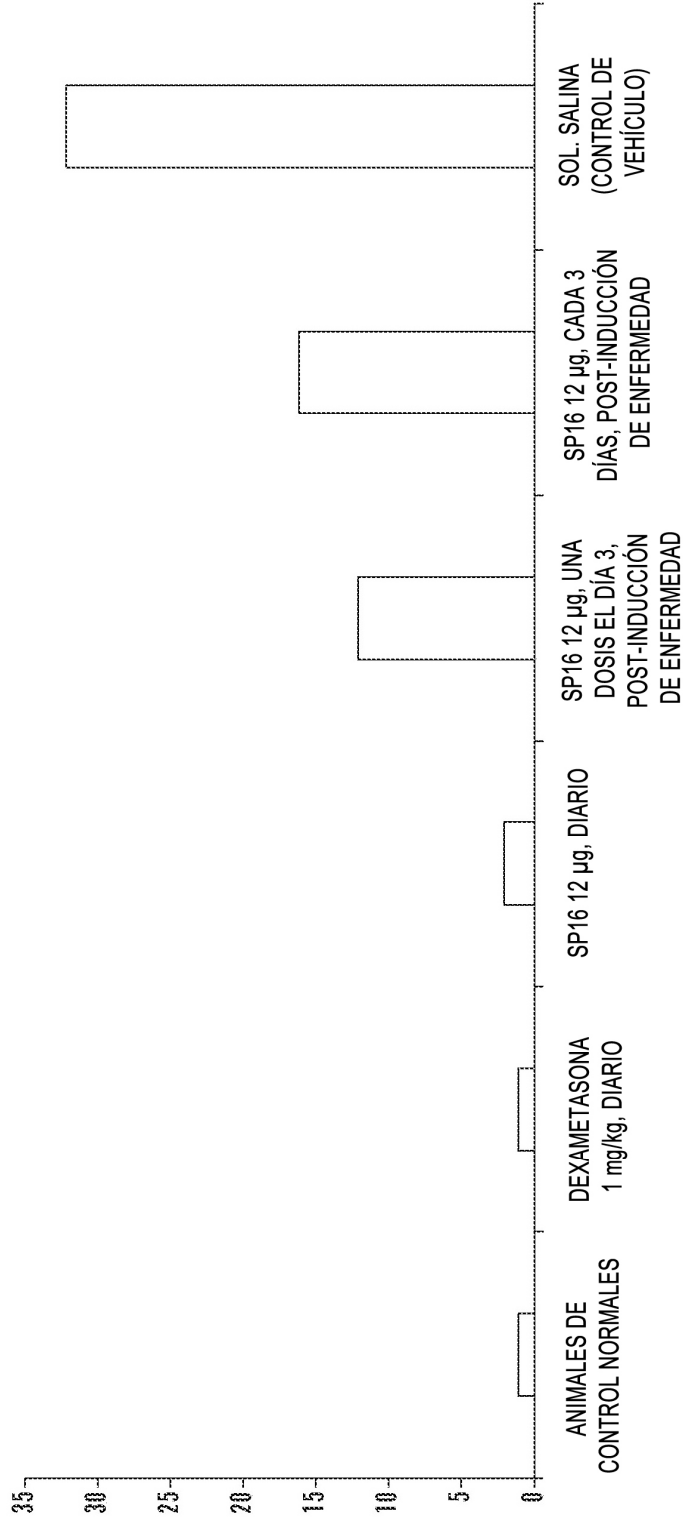 35
30
25
20
15
10
5
0
ANIMALES DE
CONTROL NORMALES
DEXAMETASONA
1 mg/kg, DIARIO
SP16 12 µg, DIARIO
SP16 12 µg, UNA
DOSIS EL DÍA 3,
POST-INDUCCIÓN
DE ENFERMEDAD
SP16 12 µg, CADA 3
DÍAS, POST-INDUCCIÓN
DE ENFERMEDAD
SOL. SALINA
(CONTROL DE
VEHÍCULO)